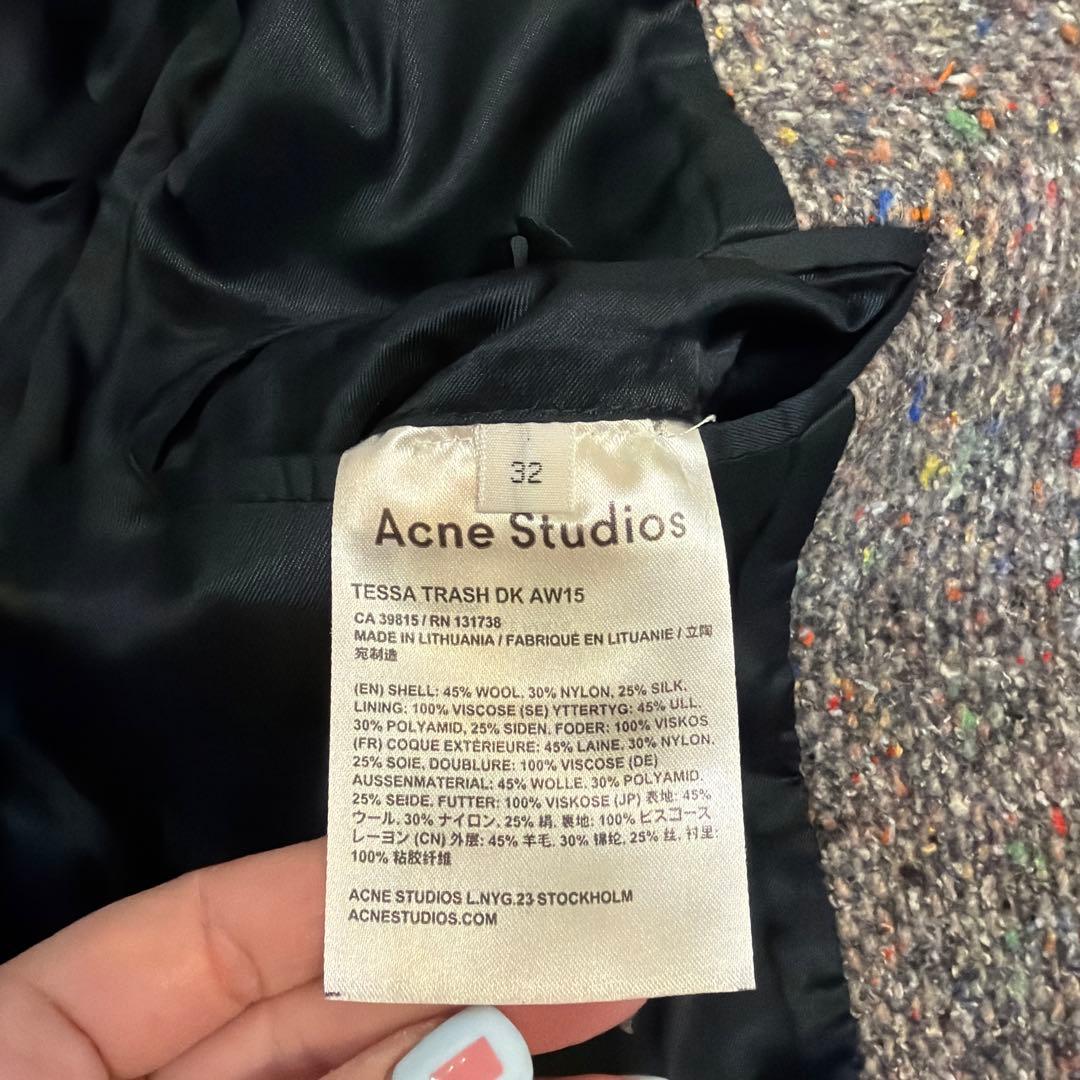 32
Acne Studios
TESSA TRASH DK AW15
CA 39815 / RN 131738
MADE IN LITHUANIA / FABRIQUÉ EN LITUANIE / 立陶
宛制造
(EN) SHELL: 45% WOOL, 30% NYLON, 25% SILK.
LINING: 100% VISCOSE (SE) YTTERTYG: 45% ULL.
30% POLYAMID, 25% SIDEN, FODER: 100% VISKOS
(FR) COQUE EXTÉRIEURE: 45% LAINE, 30% NYLON,
25% SOIE, DOUBLURE: 100% VISCOSE (DE)
AUSSENMATERIAL: 45% WOLLE, 30% POLYAMID.
25% SEIDE, FUTTER: 100% VISKOSE (JP) 表地: 45%
ウール, 30% ナイロン, 25% 絹, 裏地: 100% ビスコース
レーヨン (CN) 外层: 45% 羊毛, 30% 锦纶, 25% 丝, 衬里:
100% 粘胶纤维
ACNE STUDIOS L.NYG.23 STOCKHOLM
ACNESTUDIOS.COM